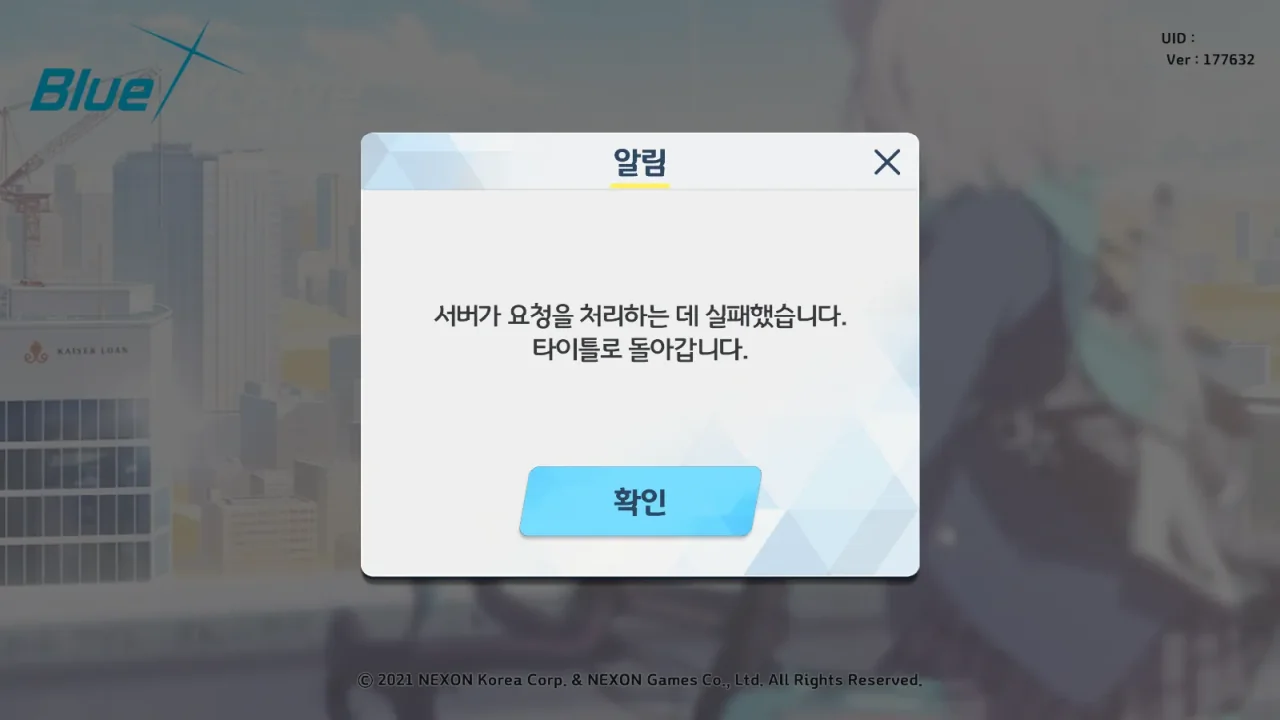 Blue
UID :
Ver : 177632
알림
KAISER LOAN
서버가 요청을 처리하는 데 실패했습니다.
타이틀로 돌아갑니다.
확인
© 2021 NEXON Korea Corp. & NEXON Games Co., Ltd. All Rights Reserved.